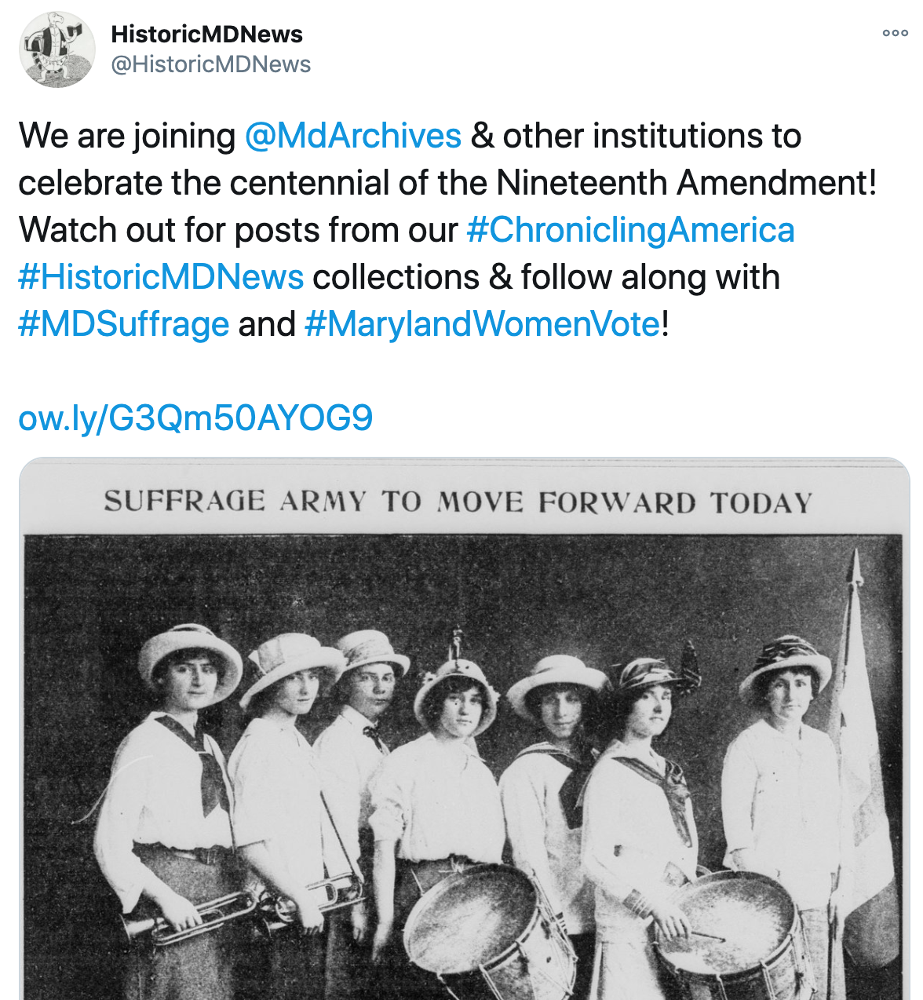 HistoricMDNews
@HistoricMDNews
We are joining @MdArchives & other institutions to
celebrate the centennial of the Nineteenth Amendment!
Watch out for posts from our #ChroniclingAmerica
#HistoricMDNews collections & follow along with
#MDSuffrage and #MarylandWomenVote!
ow.ly/G3Qm50AYOG9
SUFFRAGE ARMY TO MOVE FORWARD TODAY